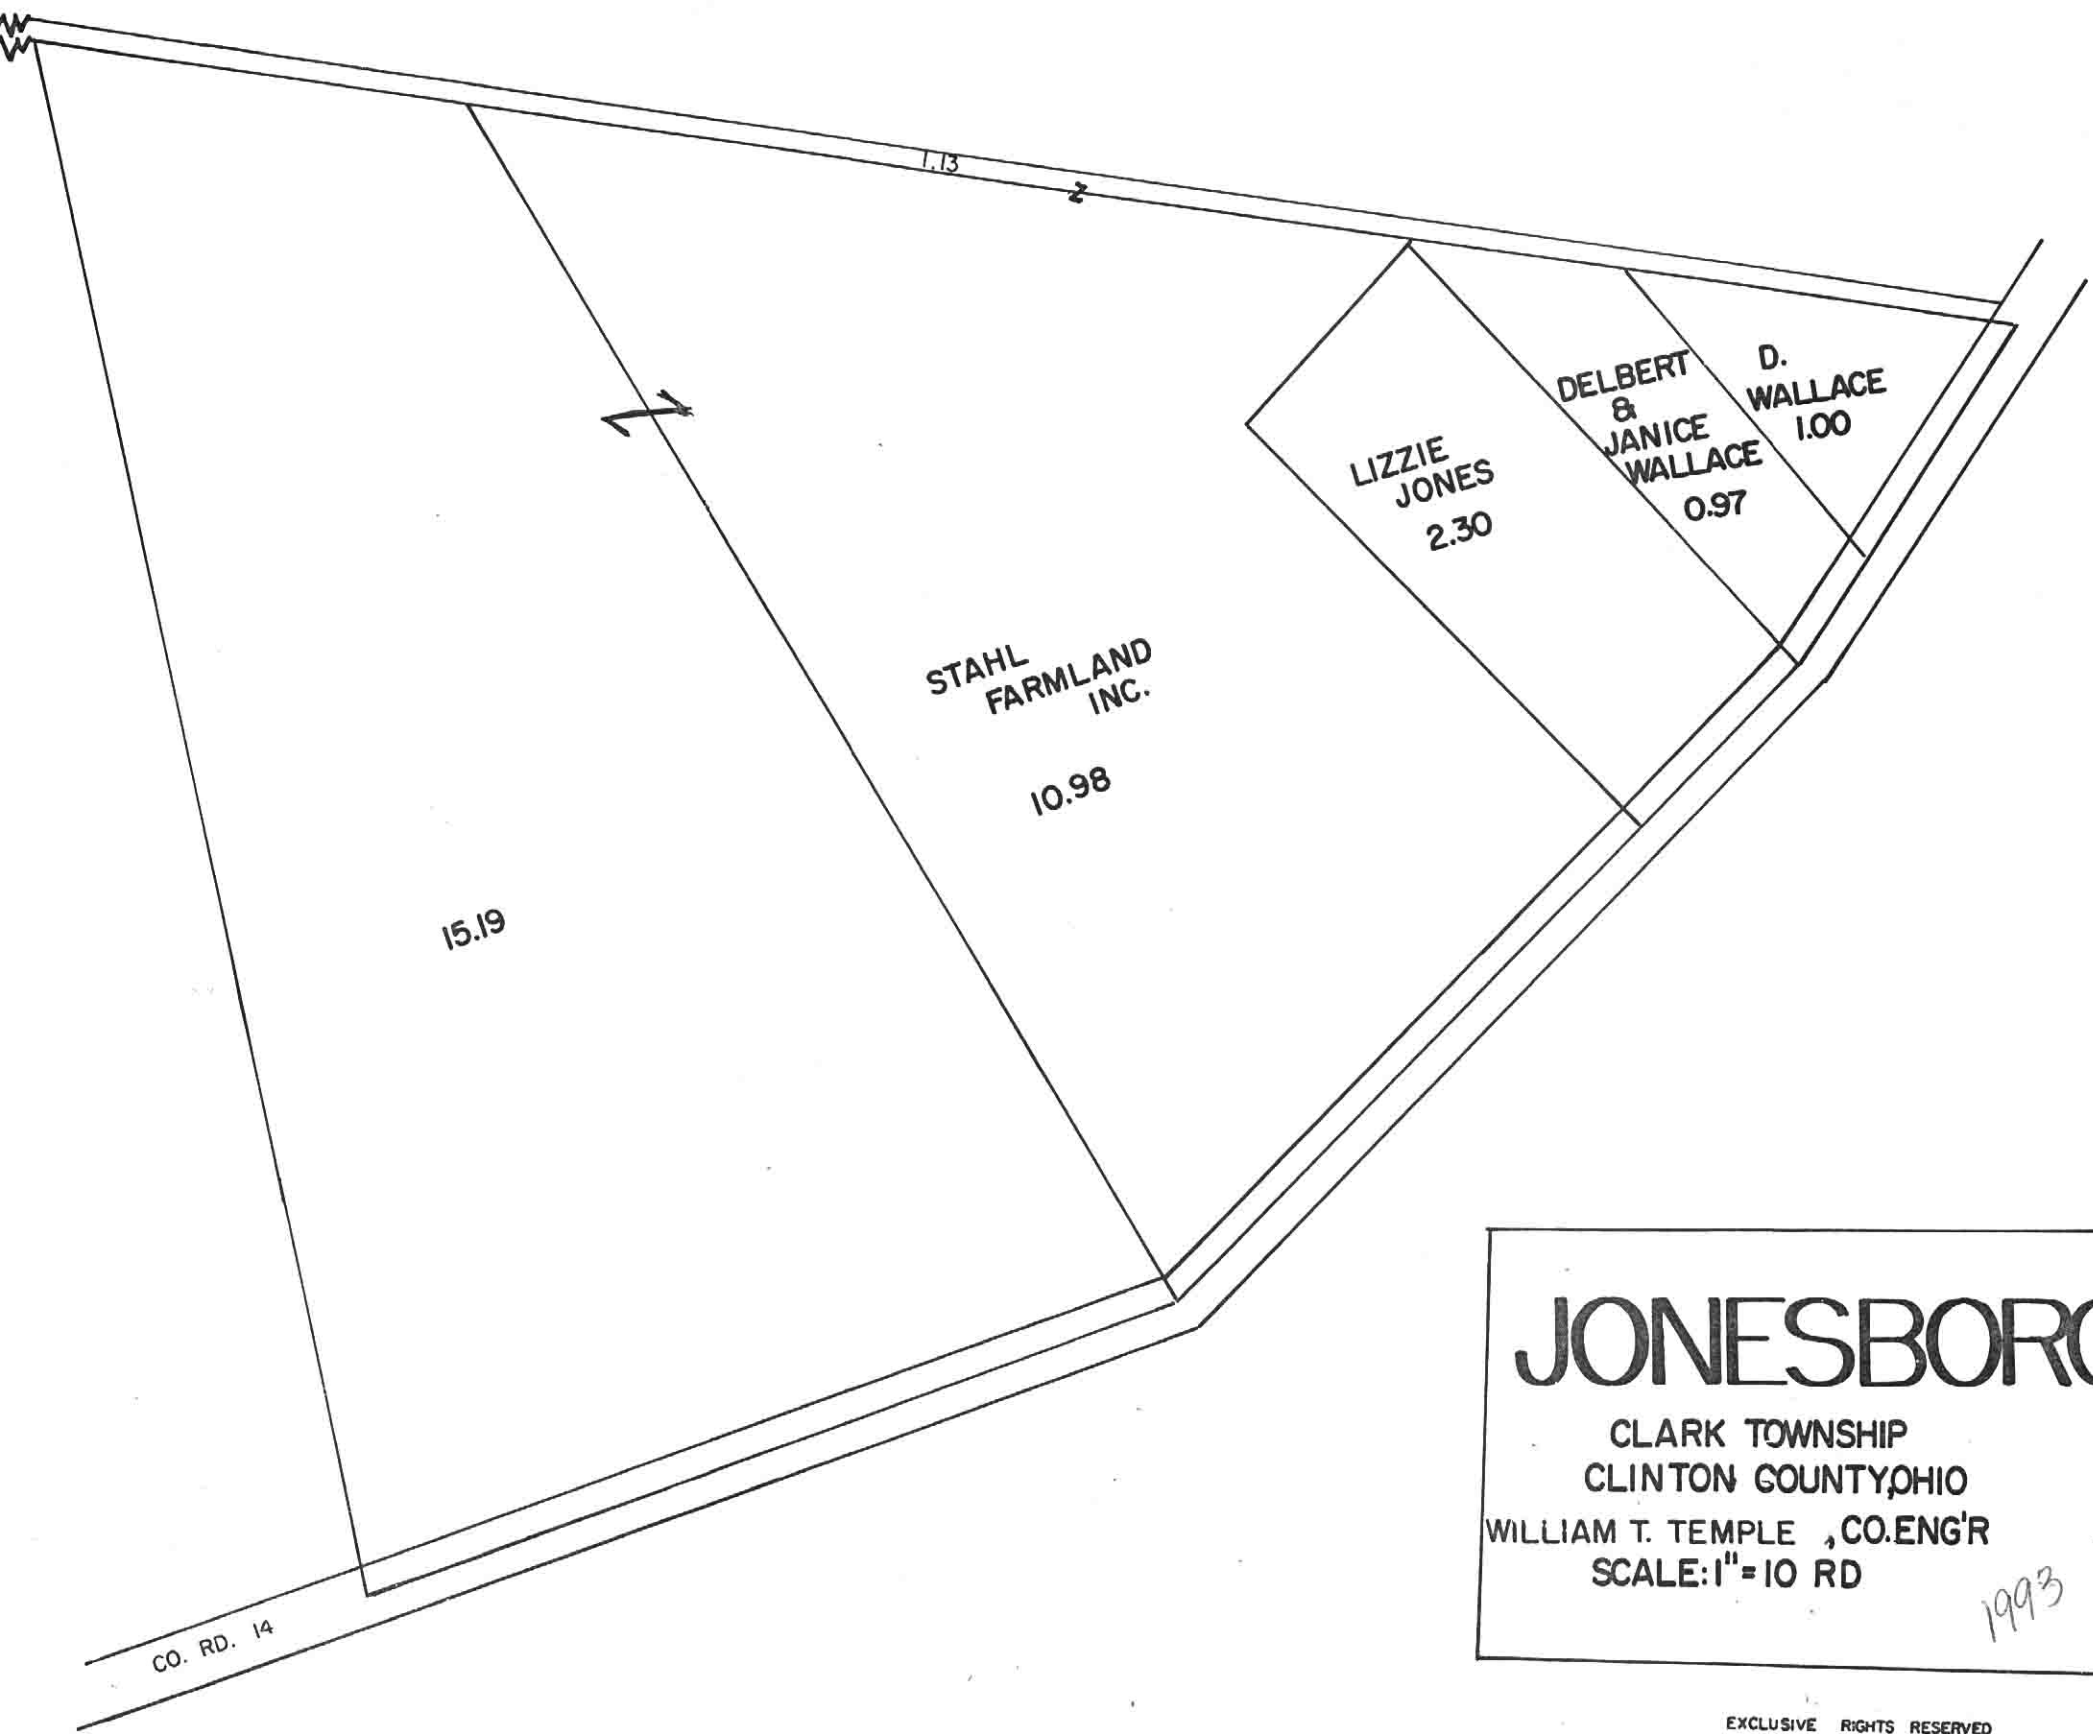 1.13
DELBERT
&
JANICE
WALLACE
0.97
D.
WALLACE
1.00
LIZZIE
JONES
2.30
STAHL
FARMLAND
INC.
10.98
15.19
CO. RD. 14
JONESBORO
CLARK TOWNSHIP
CLINTON COUNTY,OHIO
WILLIAM T. TEMPLE , CO.ENG'R
SCALE: 1" = 10 RD
1993
EXCLUSIVE RIGHTS RESERVED